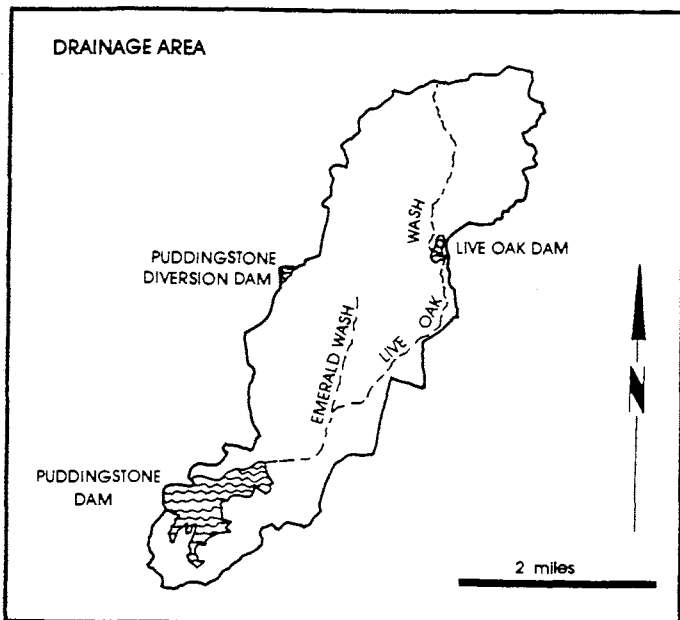 DRAINAGE AREA
WASH
PUDDINGSTONE
DIVERSION DAM
LIVE OAK DAM
EMERALD WASH
LIVE OAK
N
PUDDINGSTONE
DAM
2 miles